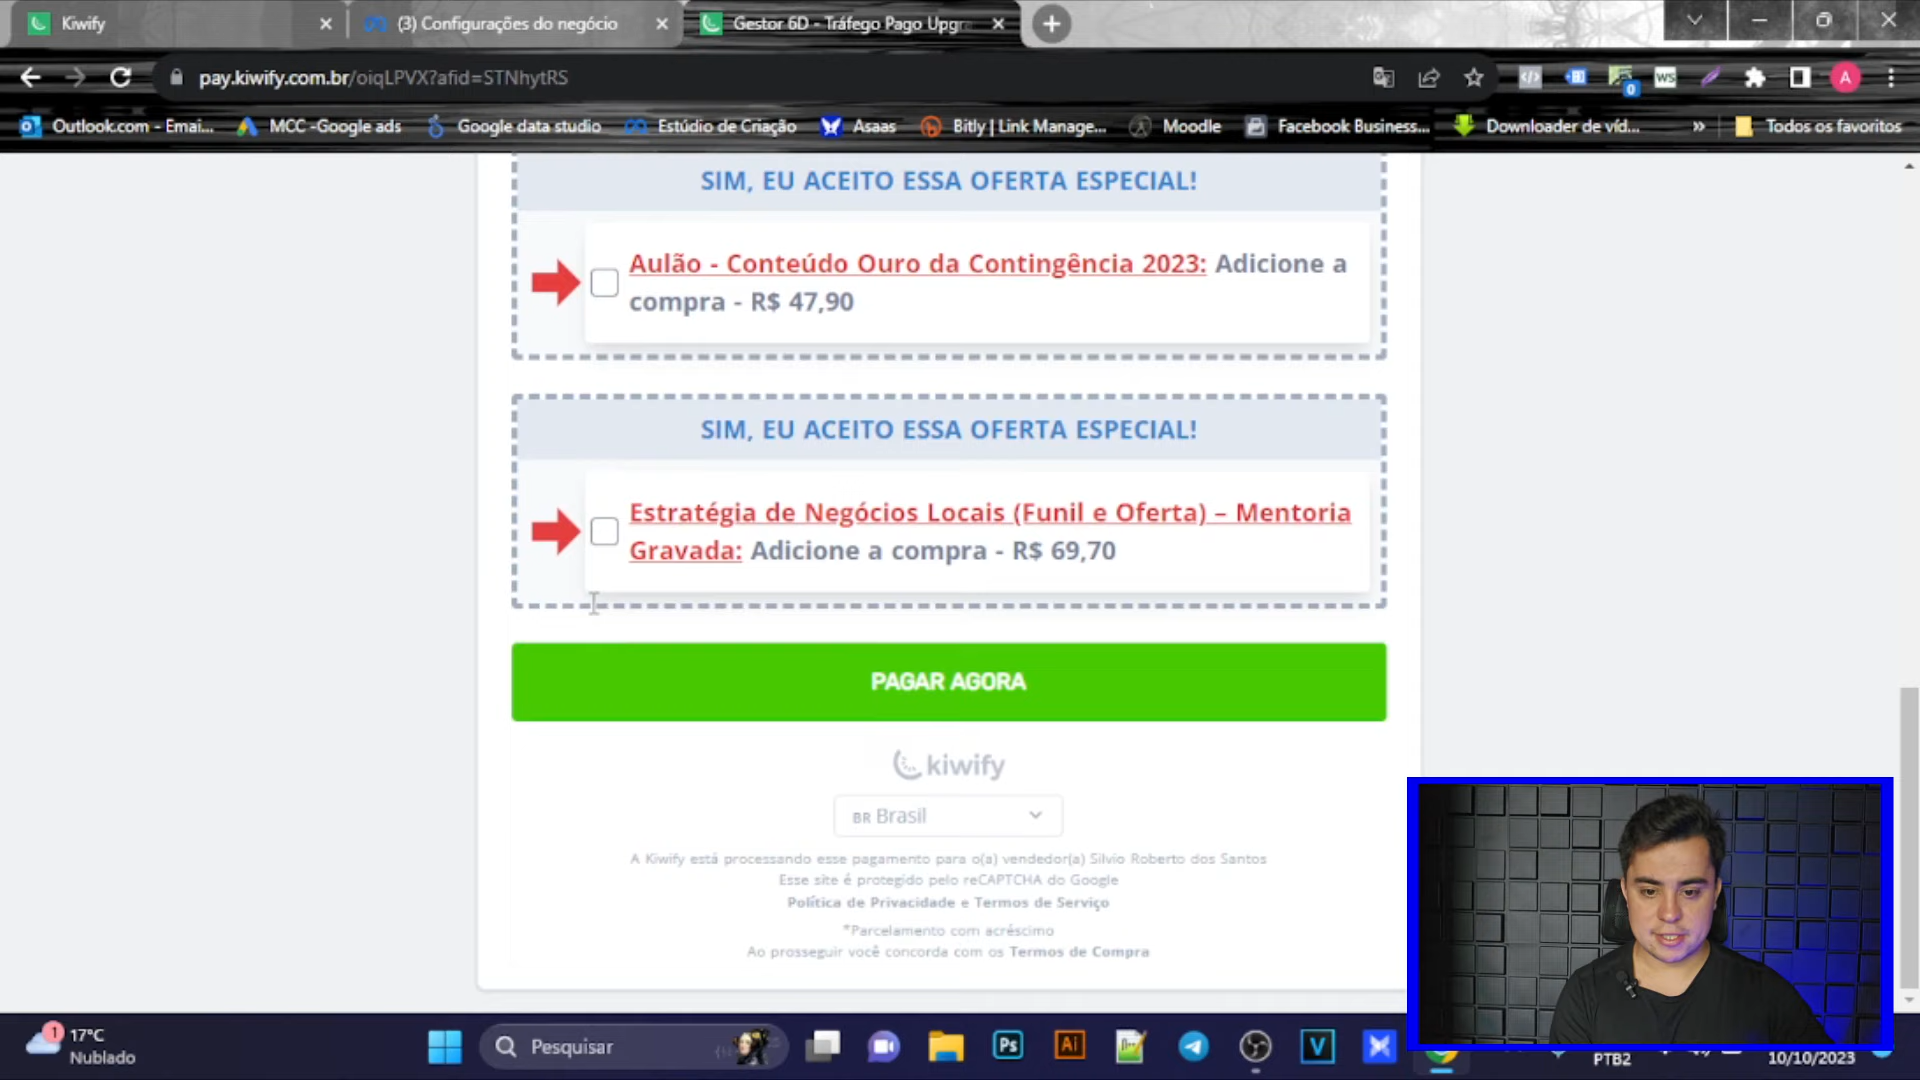 Kiwify
(3) Configurações do negócio
Gestor 6D - Tráfego Pago Upgr
pay.kiwify.com.br/oiqLPVX?afid=STNhytRS
WS
0
A
Outlook.com - Emai...
MCC -Google ads
Google data studio
Estúdio de Criação
Asaas
Bitly | Link Manage...
Moodle
Facebook Business...
Downloader de víd...
»
Todos os favoritos
SIM, EU ACEITO ESSA OFERTA ESPECIAL!
Aulão - Conteúdo Ouro da Contingência 2023: Adicione a
compra - R$ 47,90
SIM, EU ACEITO ESSA OFERTA ESPECIAL!
Estratégia de Negócios Locais (Funil e Oferta) – Mentoria
Gravada: Adicione a compra - R$ 69,70
PAGAR AGORA
kiwify
BR Brasil
A Kiwify está processando esse pagamento para o(a) vendedor(a) Silvio Roberto dos Santos
Esse site é protegido pelo reCAPTCHA do Google
Política de Privacidade e Termos de Serviço
*Parcelamento com acréscimo
Ao prosseguir você concorda com os Termos de Compra
1
17°C
Nublado
Pesquisar
Ps
Ai
V
PTB2
10/10/2023